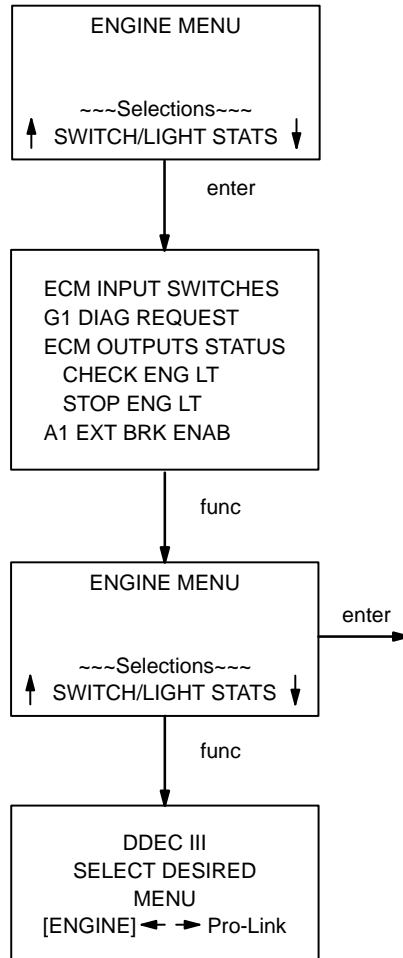 ENGINE MENU
~~~Selections~~~
SWITCH/LIGHT STATS
enter
ECM INPUT SWITCHES
G1 DIAG REQUEST
ECM OUTPUTS STATUS
CHECK ENG LT
STOP ENG LT
A1 EXT BRK ENAB
func
ENGINE MENU
enter
~~~Selections~~~
SWITCH/LIGHT STATS
func
DDEC III
SELECT DESIRED
MENU
[ENGINE] Pro-Link